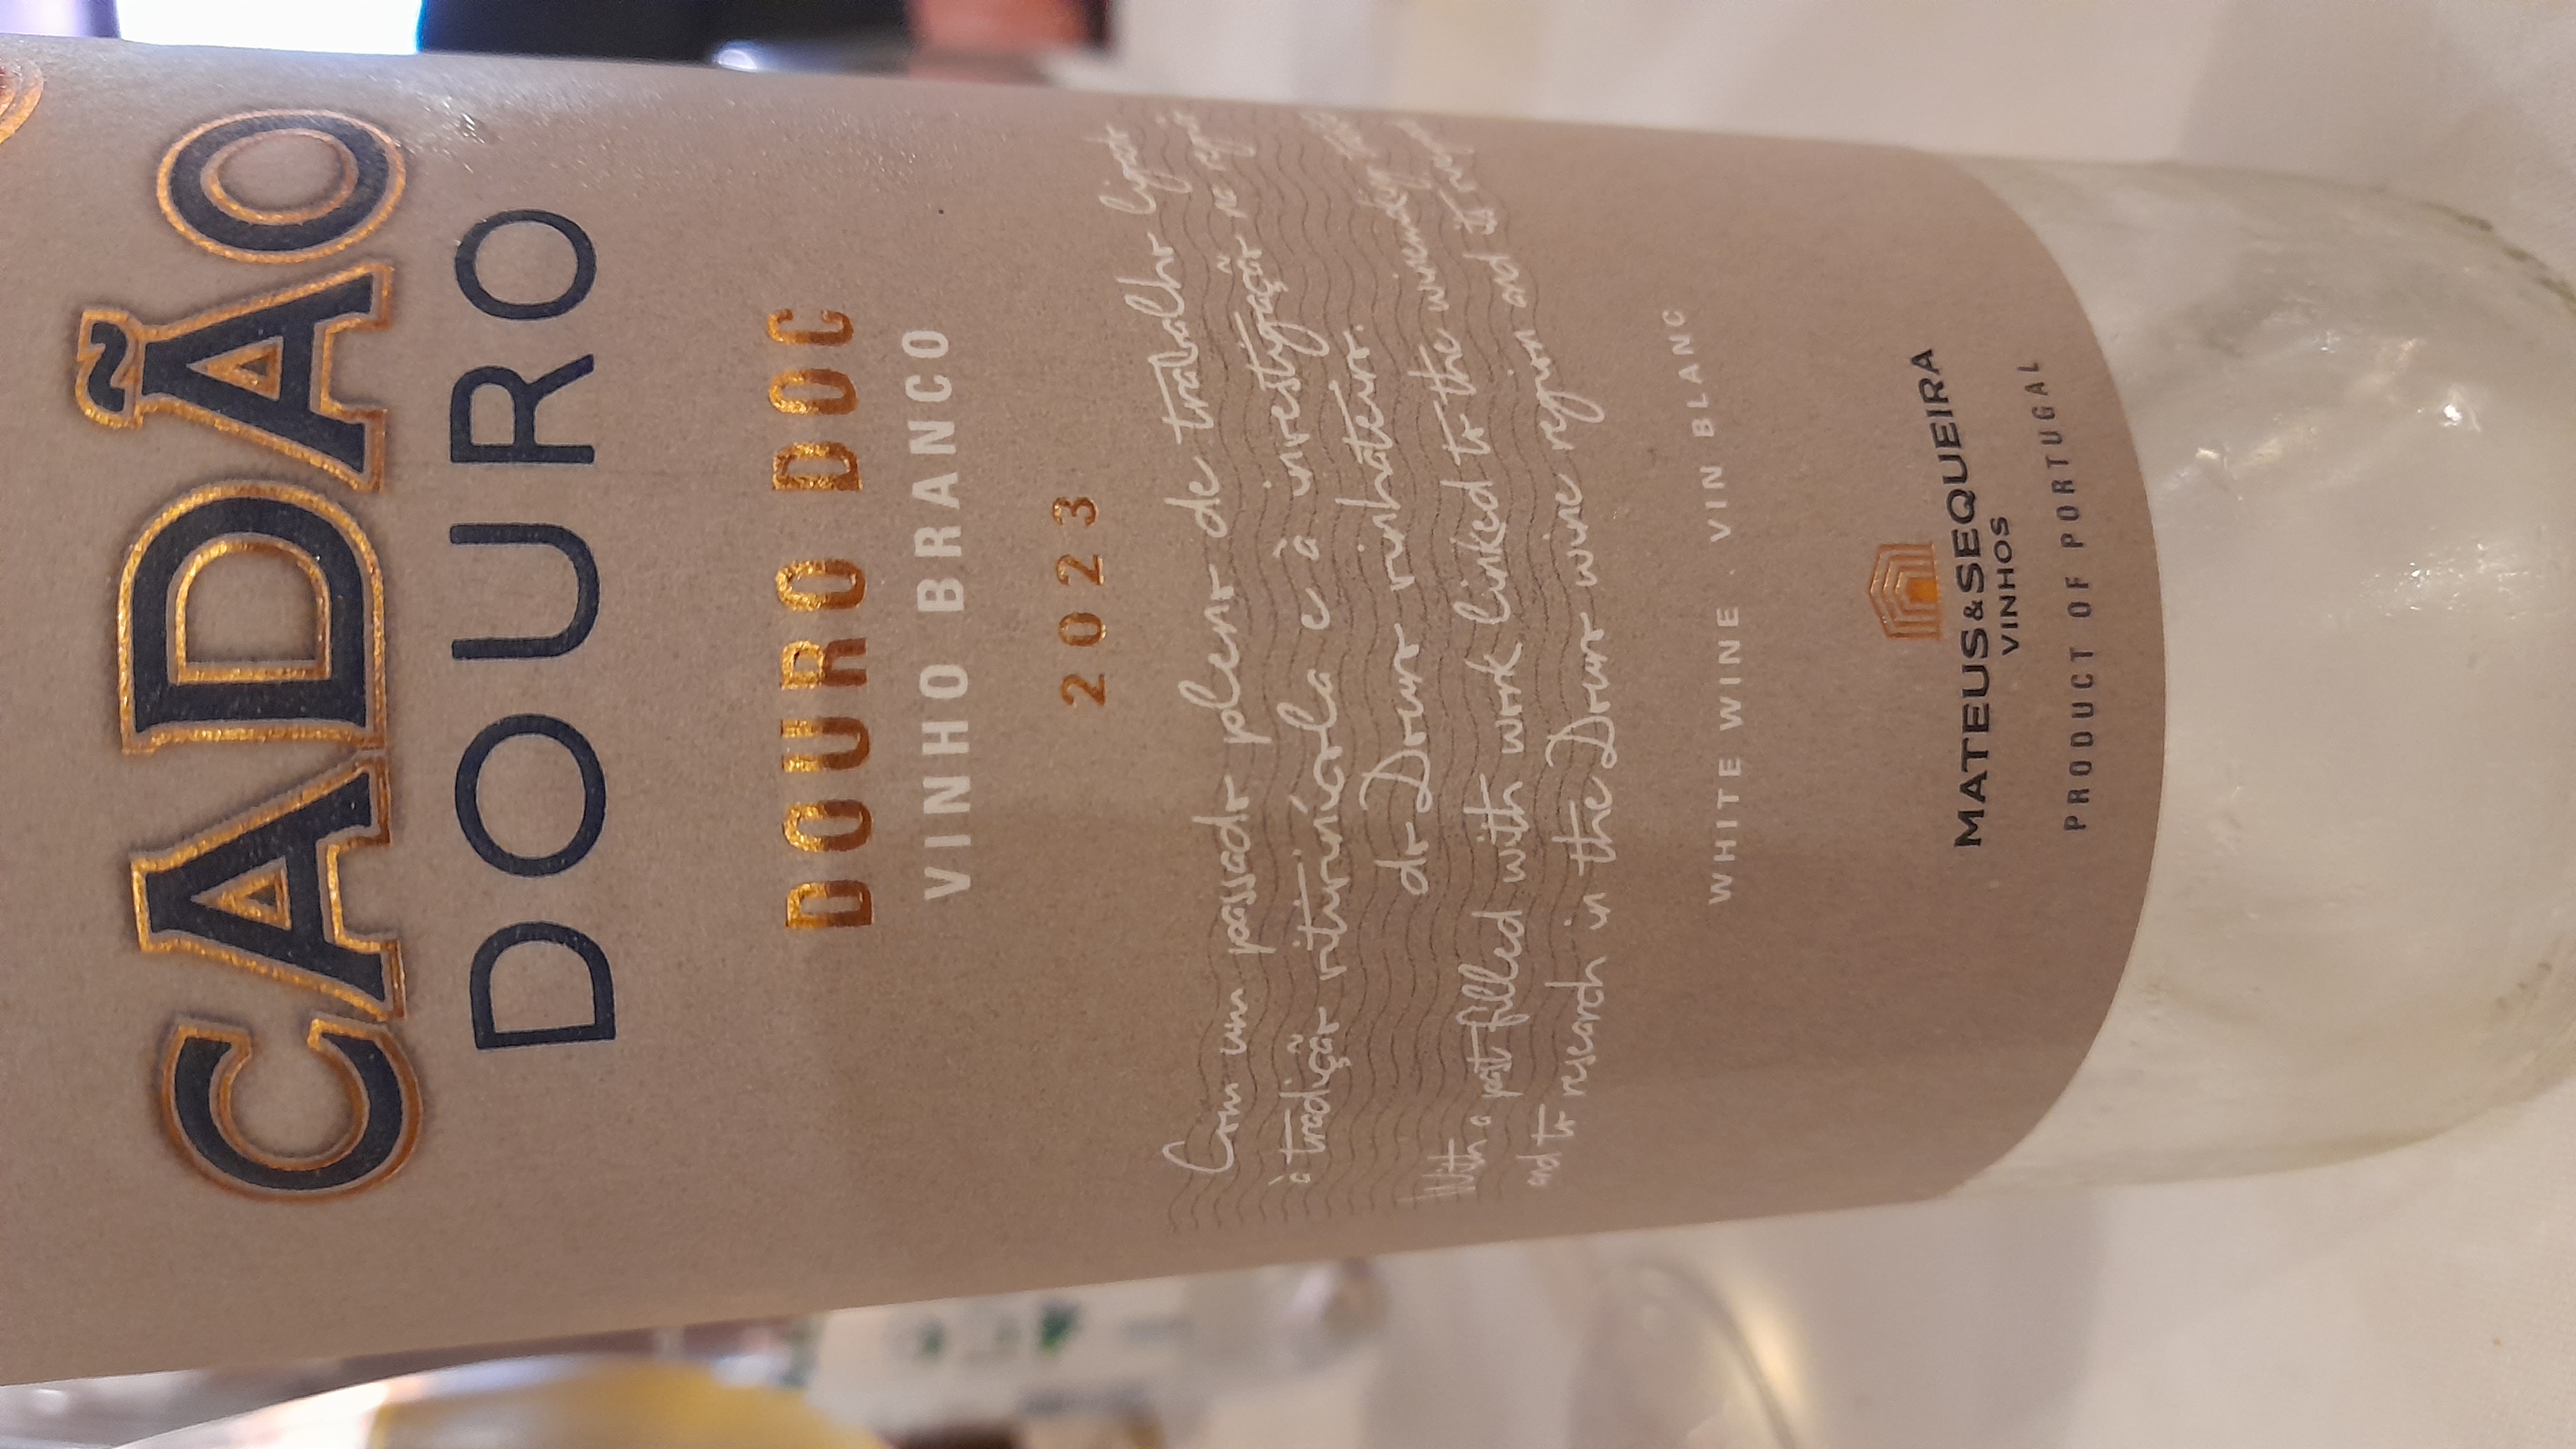 CADÃO
DOURO
DOURO DOC
VINHO BRANCO
2023
Com um passado pleno de trabalho ligado
à tradição vitivinícola e à investigação na região
do Douro vinhateiro.
With a past filled with work linked to the winemaking
and to research in the Douro wine region and its
WHITE WINE VIN BLANC
MATEUS&SEQUEIRA
VINHOS
PRODUCT OF PORTUGAL